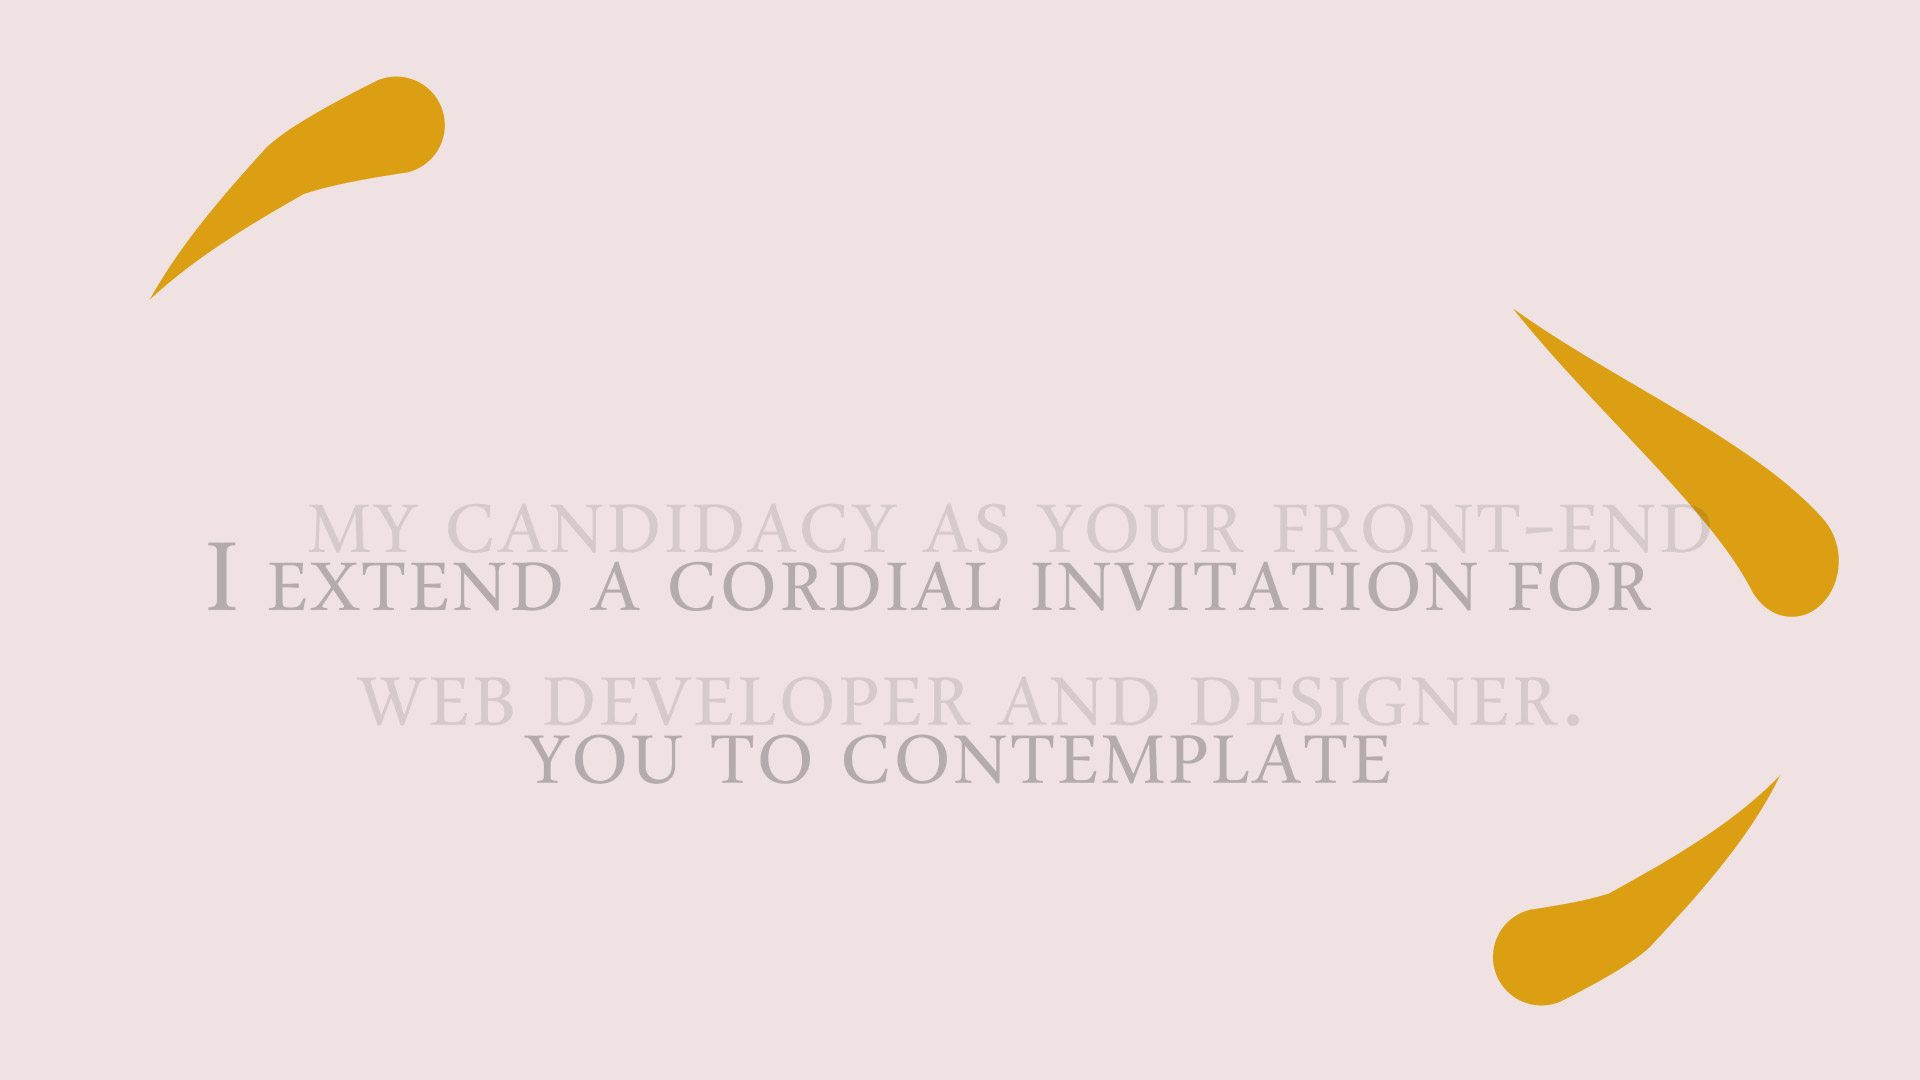 I EXTEND A CORDIAL INVITATION FOR
YOU TO CONTEMPLATE
MY CANDIDACY AS YOUR FRONT-END
WEB DEVELOPER AND DESIGNER.